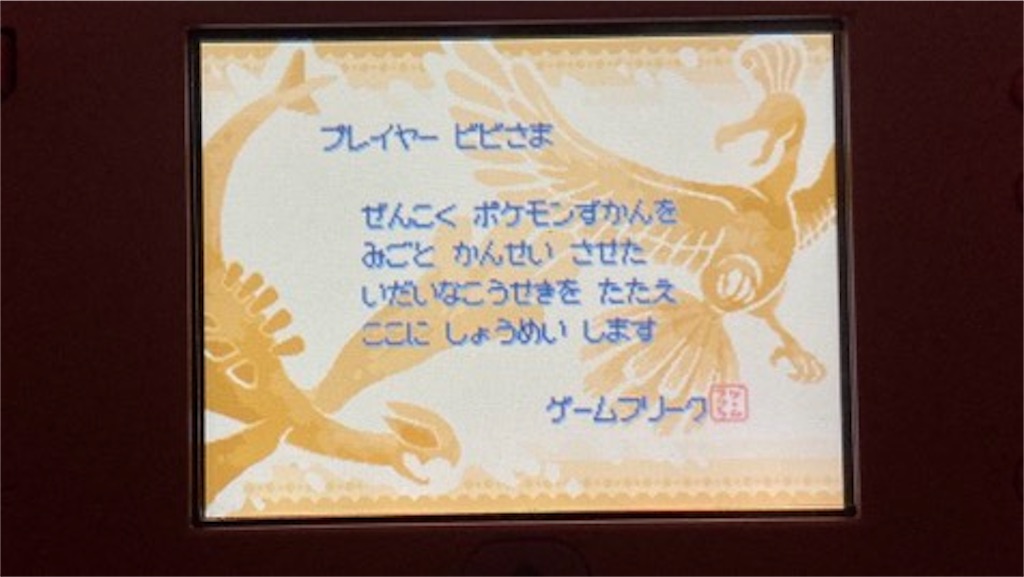 プレイヤー ビビさま
ぜんこく ポケモンずかんを
みごと かんせい させた
いだいなこうせきを たたえ
ここに しょうめい します
ゲームフリーク